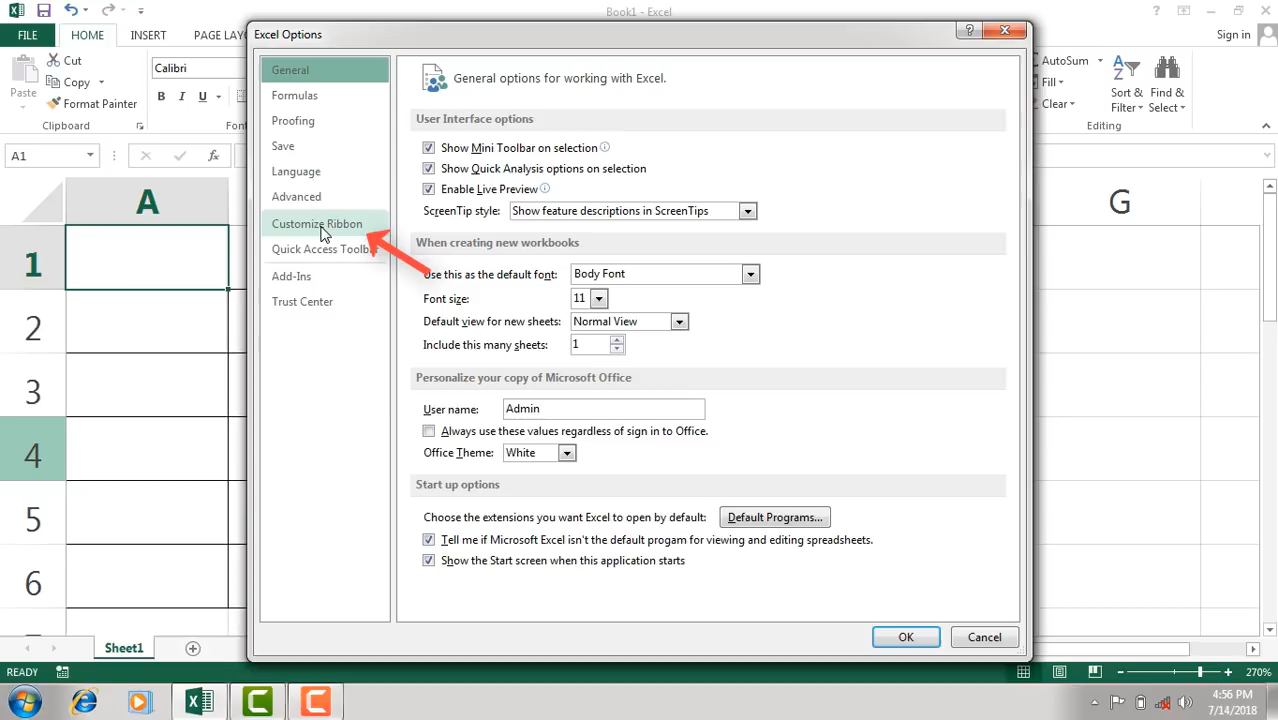 Book1 - Excel
FILE HOME INSERT
Sign in
Cut
Copy
Paste
Format Painter
Clipboard
Calibri
B I U
AutoSum
Fill
Clear
Sort & Filter
Find & Select
Editing
A1
A G
1
2
3
4
5
6
Excel Options
General
Formulas
Proofing
Save
Language
Advanced
Customize Ribbon
Quick Access
Add-Ins
Trust Center
General options for working with Excel.
User Interface options
Show Mini Toolbar on selection
Show Quick Analysis options on selection
Enable Live Preview
ScreenTip style: Show feature descriptions in ScreenTips
When creating new workbooks
Use this as the default font: Body Font
Font size: 11
Default view for new sheets: Normal View
Include this many sheets: 1
Personalize your copy of Microsoft Office
User name: Admin
Always use these values regardless of sign in to Office.
Office Theme: White
Start up options
Choose the extensions you want Excel to open by default: Default Programs...
Tell me if Microsoft Excel isn't the default progam for viewing and editing spreadsheets.
Show the Start screen when this application starts
OK Cancel
Sheet1
READY
270%
4:56 PM
7/14/2018